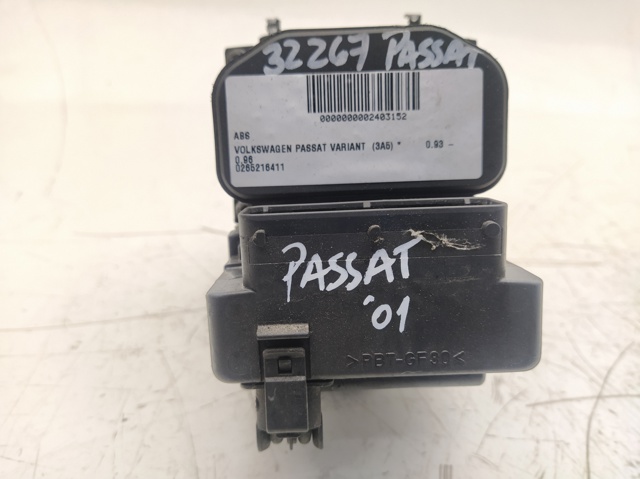 32267 PASSAT
0000000002403152
ABS
VOLKSWAGEN PASSAT VARIANT (3A5) * 0.93 -
0.96
0265216411
PASSAT
'01
>PBT-GF30<